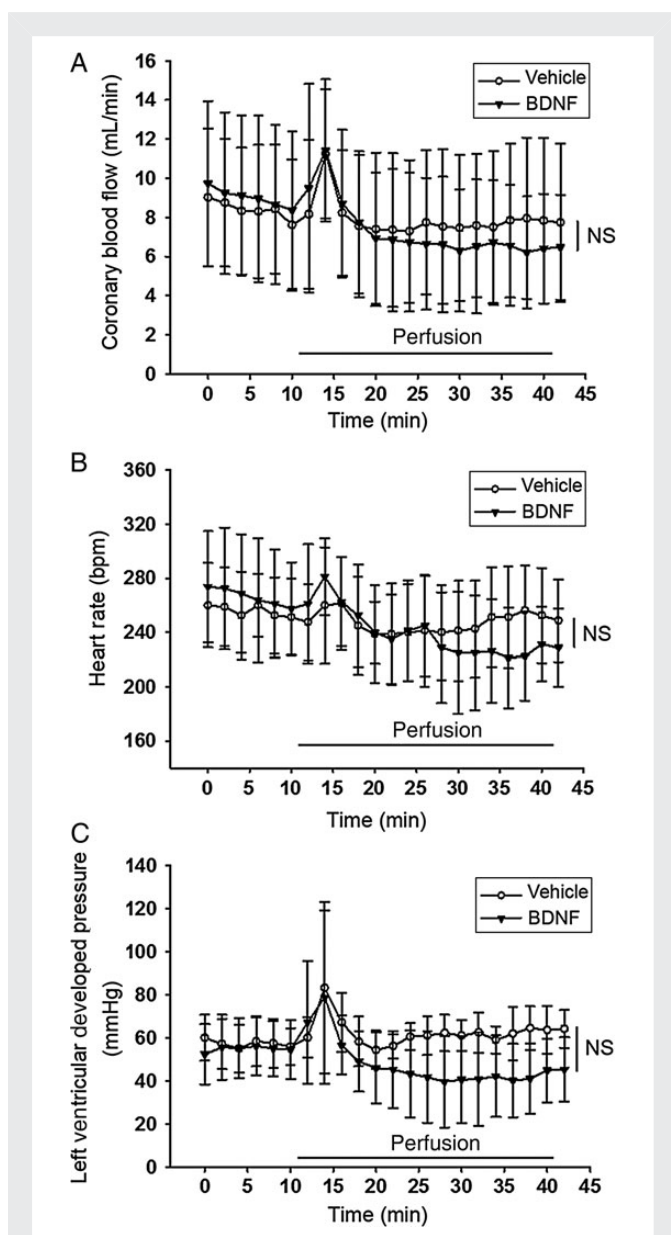 A
Coronary blood flow (mL/min)
16
14
12
10
8
6
4
2
0
Vehicle
BDNF
NS
Perfusion
0 5 10 15 20 25 30 35 40 45
Time (min)
B
Heart rate (bpm)
360
320
280
260
200
160
Vehicle
BDNF
NS
Perfusion
0 5 10 15 20 25 30 35 40 45
Time (min)
C
Left ventricular developed pressure
(mmHg)
140
120
100
80
60
40
20
0
Vehicle
BDNF
NS
Perfusion
0 5 10 15 20 25 30 35 40 45
Time (min)